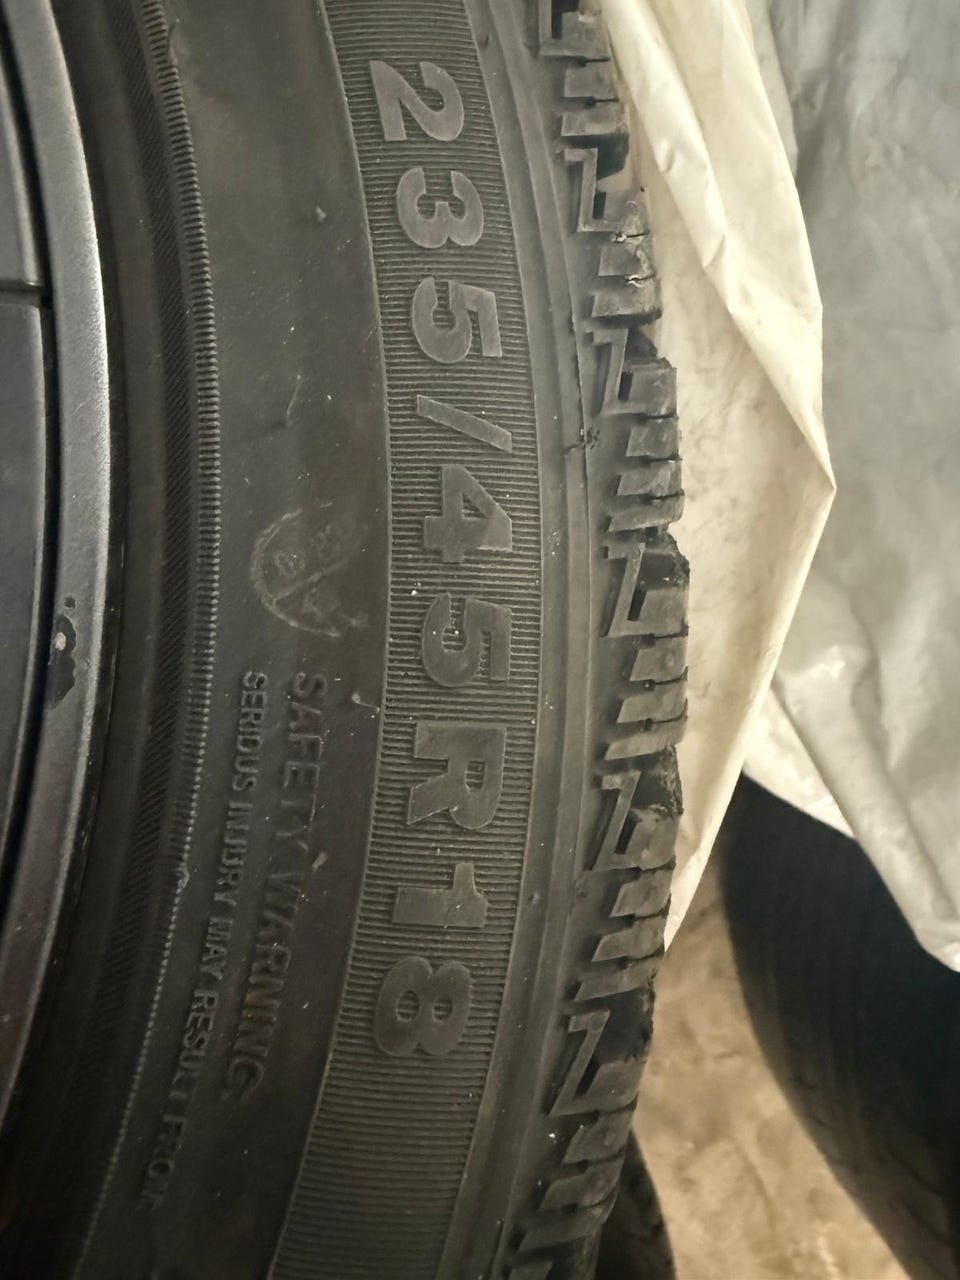 235/45R18
SAFETY WARNING
SERIOUS INJURY MAY RESULT FROM